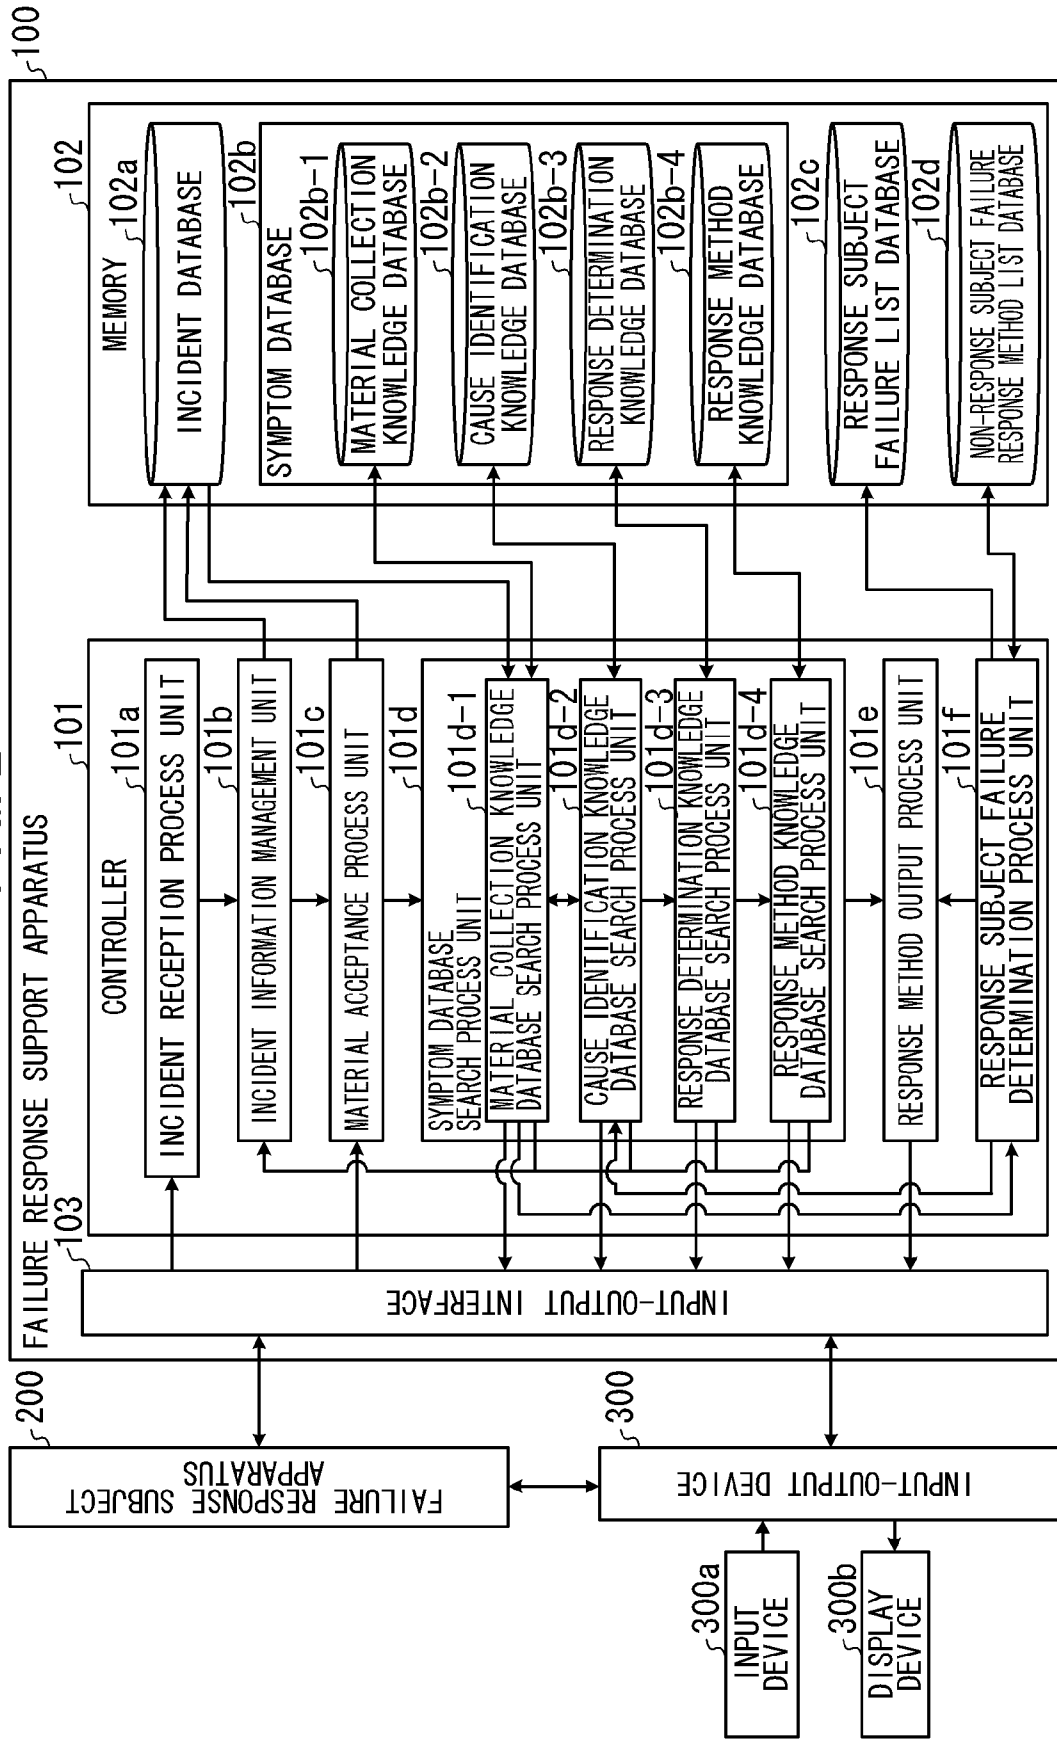 100
FAILURE RESPONSE SUPPORT APPARATUS
103
INPUT-OUTPUT INTERFACE
200
FAILURE RESPONSE SUBJECT
APPARATUS
300
INPUT-OUTPUT DEVICE
300a
INPUT
DEVICE
300b
DISPLAY
DEVICE
101
CONTROLLER
101a
INCIDENT RECEPTION PROCESS UNIT
101b
INCIDENT INFORMATION MANAGEMENT UNIT
101c
MATERIAL ACCEPTANCE PROCESS UNIT
101d
SYMPTOM DATABASE
SEARCH PROCESS UNIT
101d-1
MATERIAL COLLECTION KNOWLEDGE
DATABASE SEARCH PROCESS UNIT
101d-2
CAUSE IDENTIFICATION KNOWLEDGE
DATABASE SEARCH PROCESS UNIT
101d-3
RESPONSE DETERMINATION KNOWLEDGE
DATABASE SEARCH PROCESS UNIT
101d-4
RESPONSE METHOD KNOWLEDGE
DATABASE SEARCH PROCESS UNIT
101e
RESPONSE METHOD OUTPUT PROCESS UNIT
101f
RESPONSE SUBJECT FAILURE
DETERMINATION PROCESS UNIT
102
MEMORY
102a
INCIDENT DATABASE
102b
SYMPTOM DATABASE
102b-1
MATERIAL COLLECTION
KNOWLEDGE DATABASE
102b-2
CAUSE IDENTIFICATION
KNOWLEDGE DATABASE
102b-3
RESPONSE DETERMINATION
KNOWLEDGE DATABASE
102b-4
RESPONSE METHOD
KNOWLEDGE DATABASE
102c
RESPONSE SUBJECT
FAILURE LIST DATABASE
102d
NON-RESPONSE SUBJECT FAILURE
RESPONSE METHOD LIST DATABASE